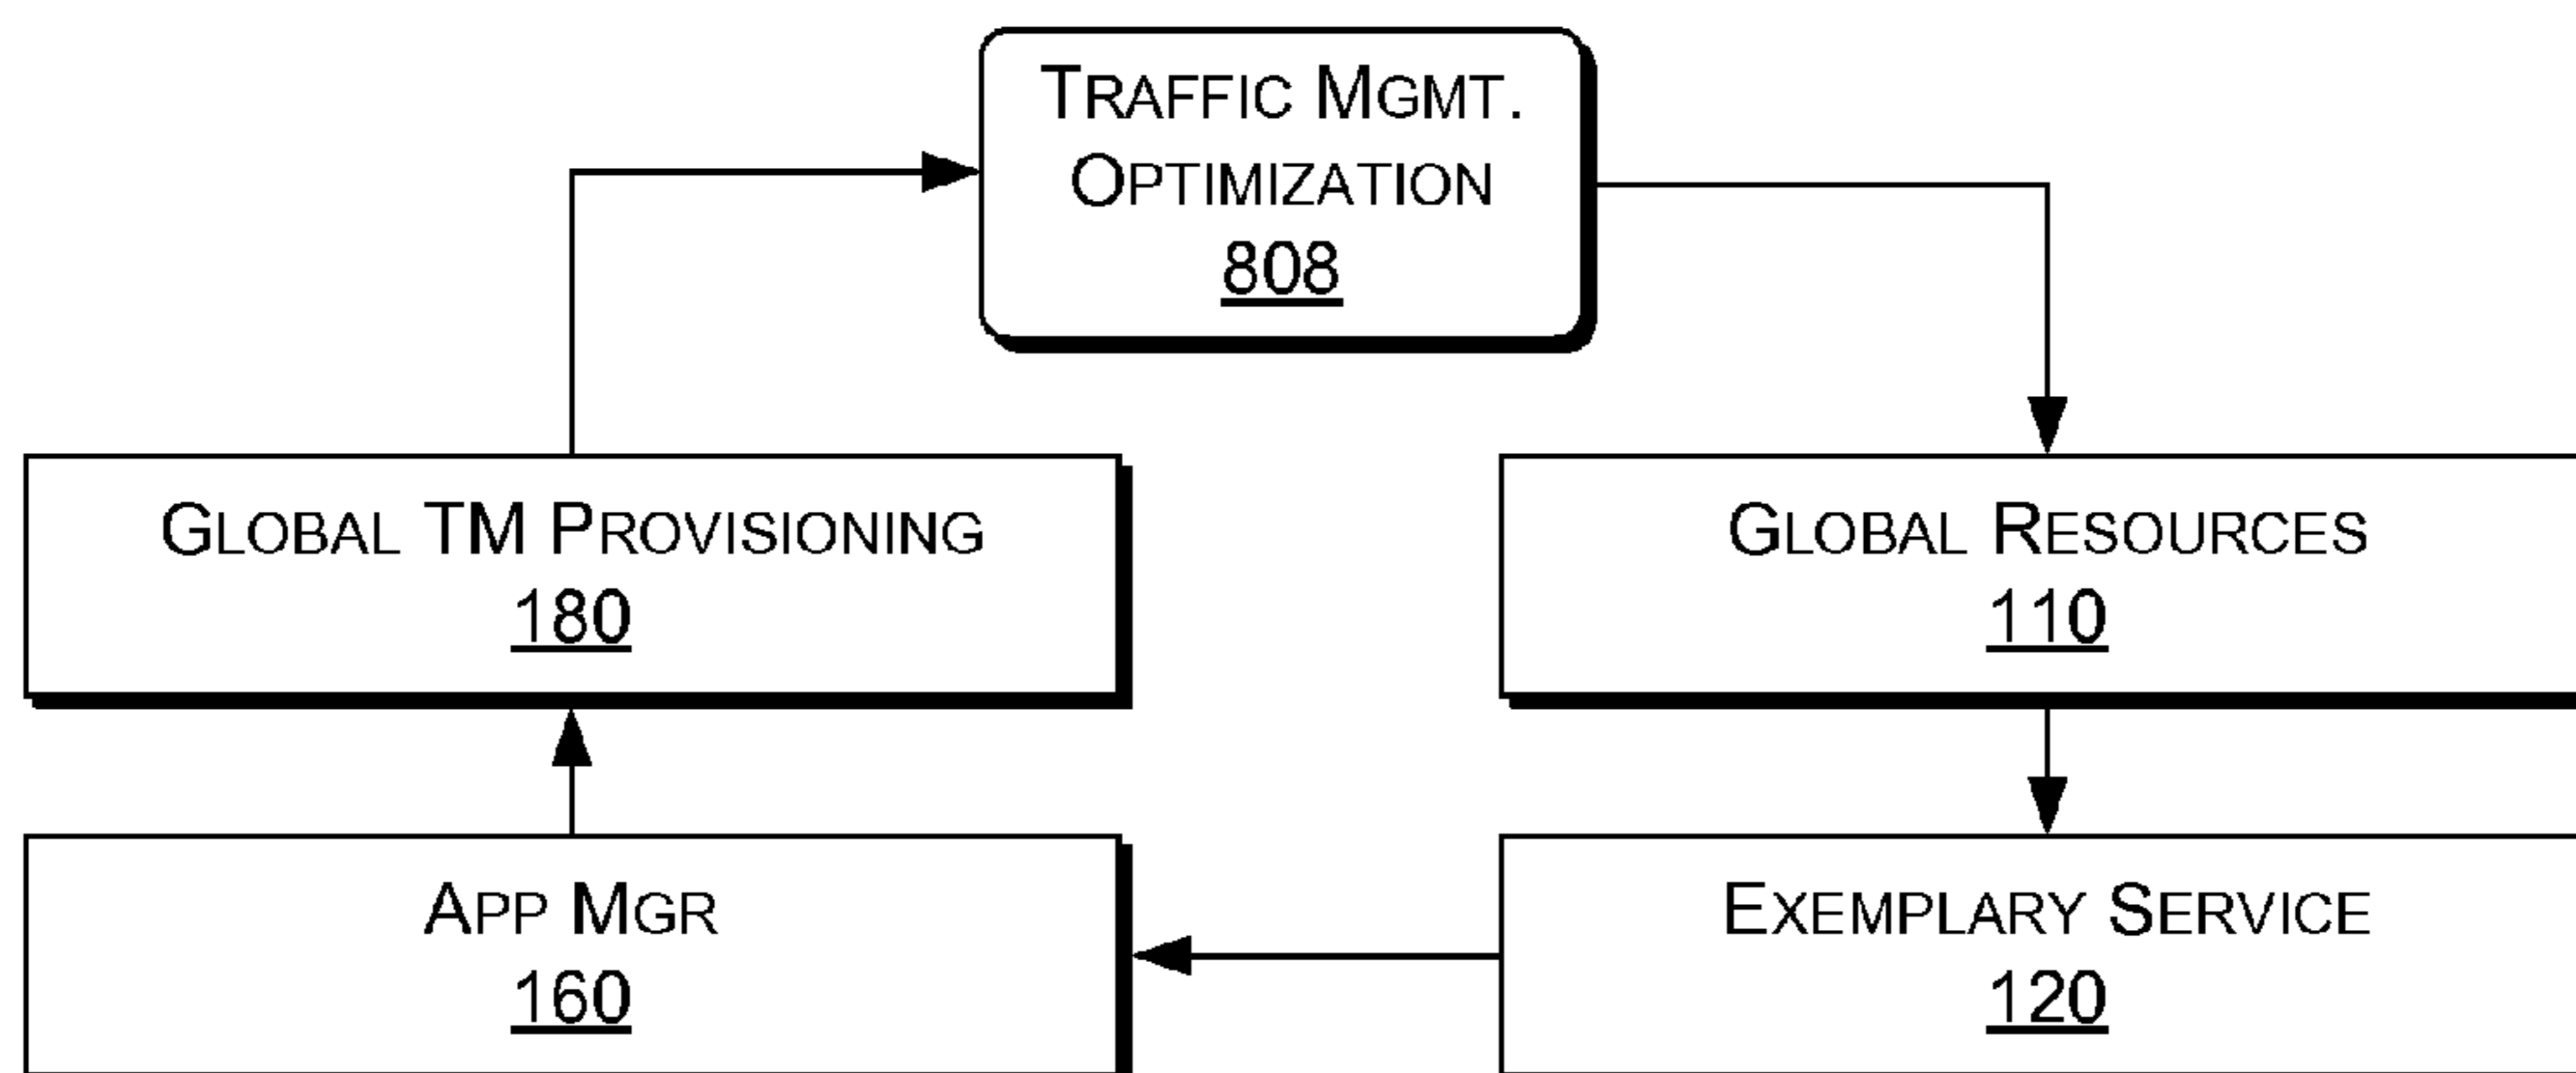 TRAFFIC MGMT.
OPTIMIZATION
808
GLOBAL TM PROVISIONING
180
GLOBAL RESOURCES
110
APP MGR
160
EXEMPLARY SERVICE
120